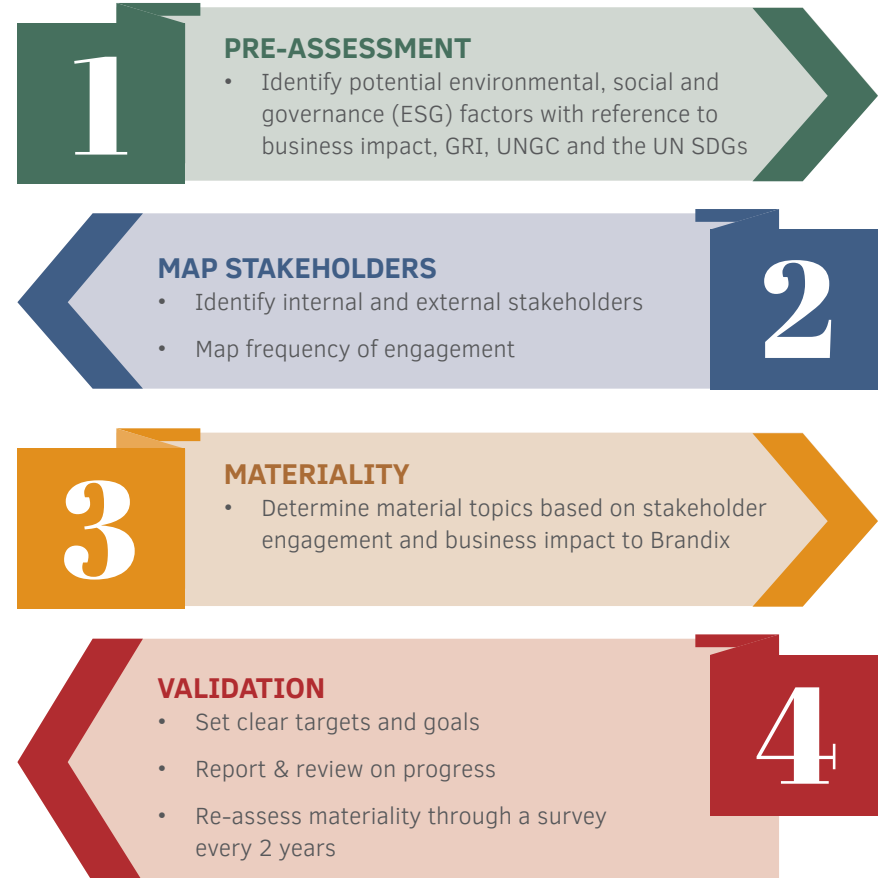 1
PRE-ASSESSMENT
• Identify potential environmental, social and
governance (ESG) factors with reference to
business impact, GRI, UNGC and the UN SDGs
2
MAP STAKEHOLDERS
• Identify internal and external stakeholders
• Map frequency of engagement
3
MATERIALITY
• Determine material topics based on stakeholder
engagement and business impact to Brandix
4
VALIDATION
• Set clear targets and goals
• Report & review on progress
• Re-assess materiality through a survey
every 2 years